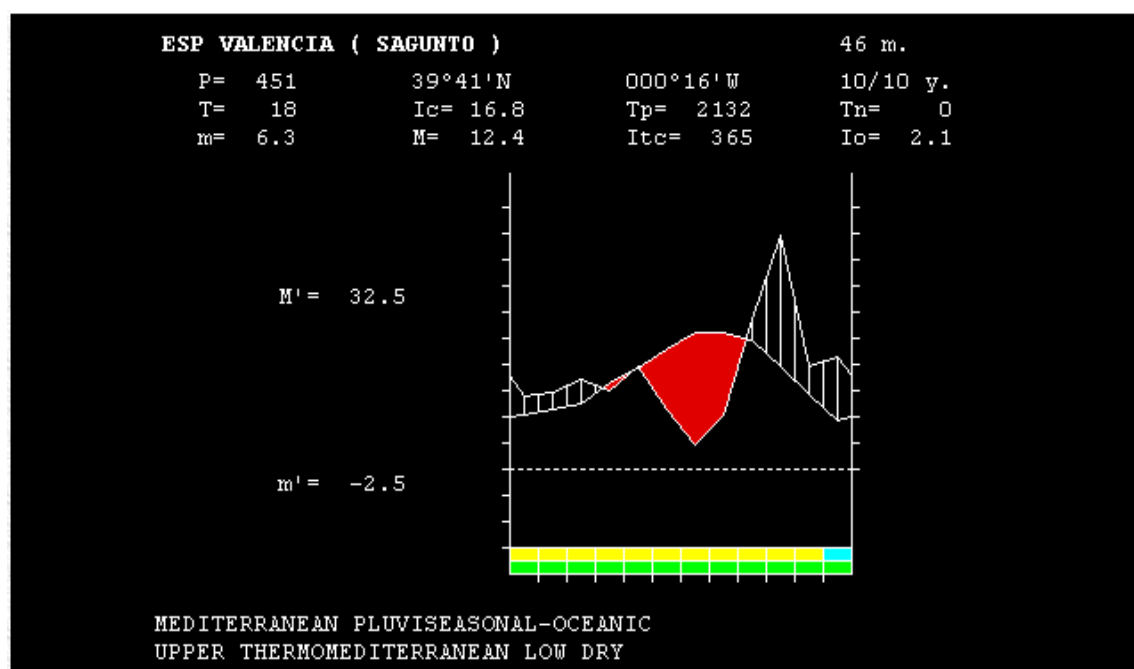 ESP VALENCIA ( SAGUNTO ) 46 m.
P= 451 39°41'N 000°16'W 10/10 y.
T= 18 Ic= 16.8 Tp= 2132 Tn= 0
m= 6.3 M= 12.4 Itc= 365 Io= 2.1
M'= 32.5
m'= -2.5
MEDITERRANEAN PLUVISEASONAL-OCEANIC
UPPER THERMOMEDITERRANEAN LOW DRY